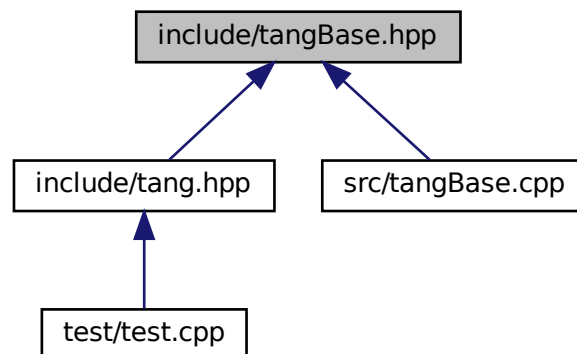 include/tangBase.hpp
include/tang.hpp
src/tangBase.cpp
test/test.cpp